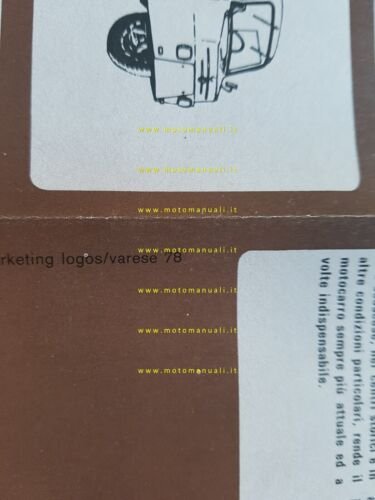 www.motomanuali.it
www.motomanuali.it
www.motomanuali.it
rketing logos/varese 78
www.motomanuali.it
www.motomanuali.it
www.motomanuali.it
www.motomanuali.it
altre condizioni particolari, rende il
motocarro sempre più attuale ed a
volte indispensabile.